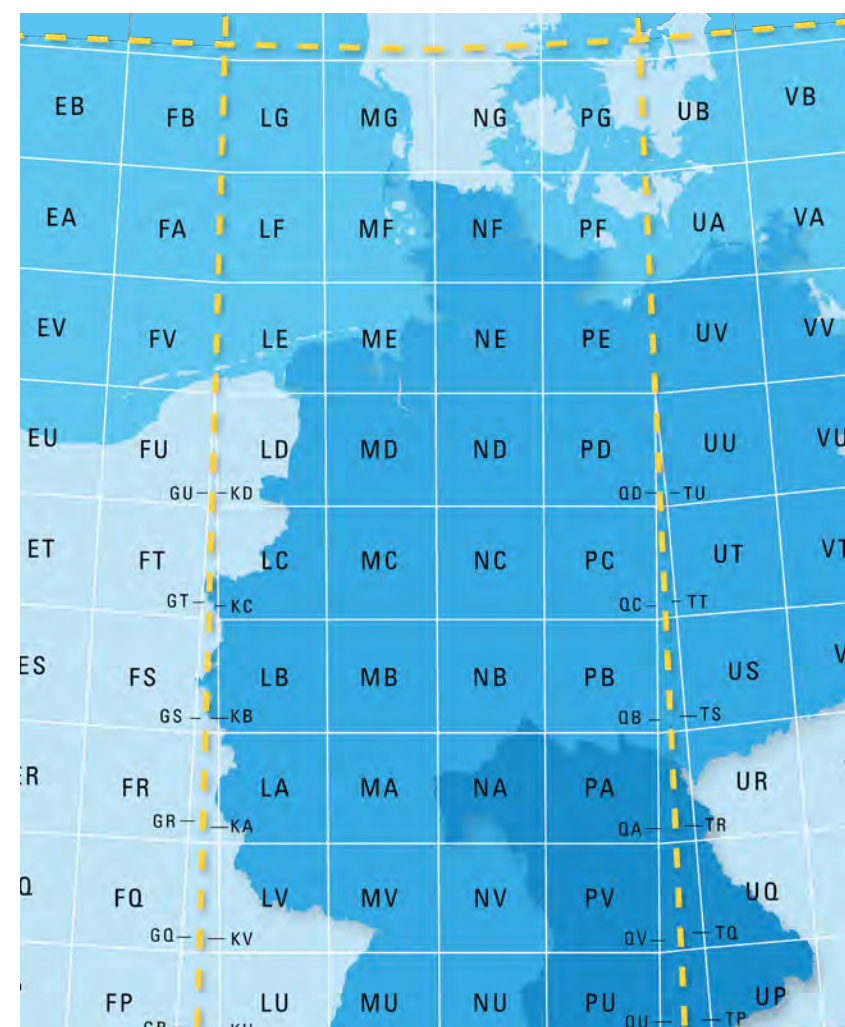 EB FB LG MG NG PG UB VB
EA FA LF MF NF PF UA VA
EV FV LE ME NE PE UV VV
EU FU LD MD ND PD UU VU
GU KD QD TU
ET FT LC MC NC PC UT VT
GT KC QC TT
ES FS LB MB NB PB US V
GS KB QB TS
R FR LA MA NA PA UR
GR KA QA TR
Q FQ LV MV NV PV UQ
GQ KV QV TQ
FP LU MU NU PU UP
QU TP